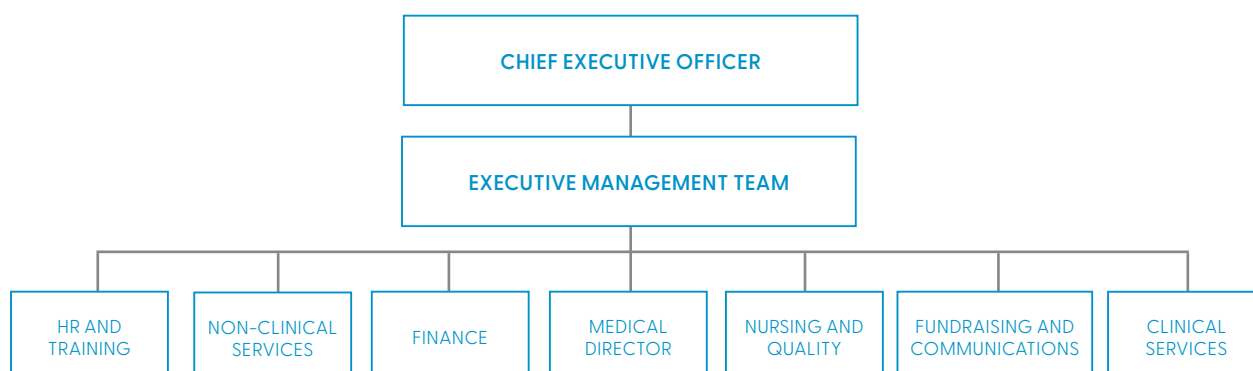 CHIEF EXECUTIVE OFFICER
EXECUTIVE MANAGEMENT TEAM
HR AND
TRAINING
NON-CLINICAL
SERVICES
FINANCE
MEDICAL
DIRECTOR
NURSING AND
QUALITY
FUNDRAISING AND
COMMUNICATIONS
CLINICAL
SERVICES